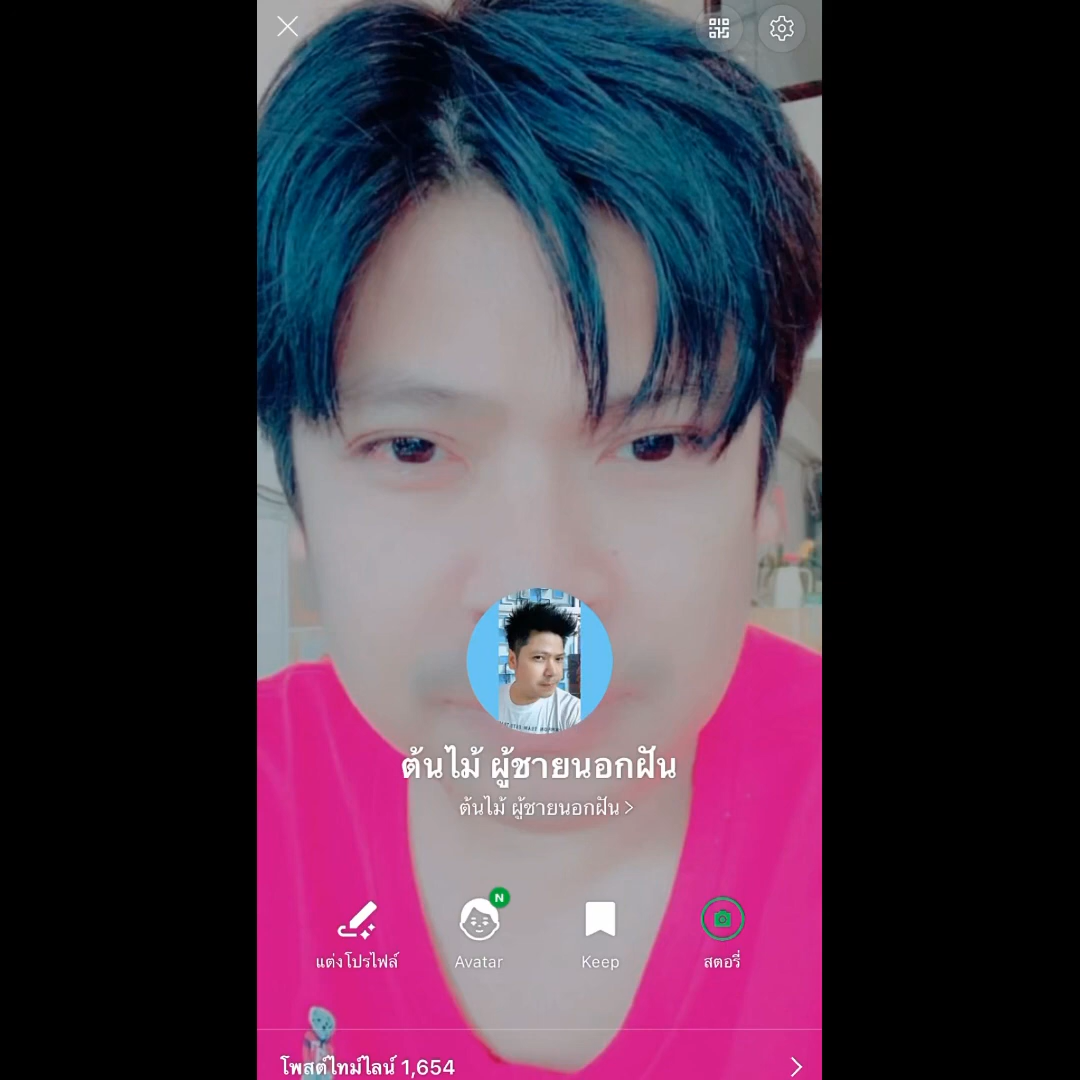 ต้นไม้ ผู้ชายนอกฝัน
ต้นไม้ ผู้ชายนอกฝัน >
N
แต่งโปรไฟล์
Avatar
Keep
สตอรี่
โพสต์ไทม์ไลน์ 1,654